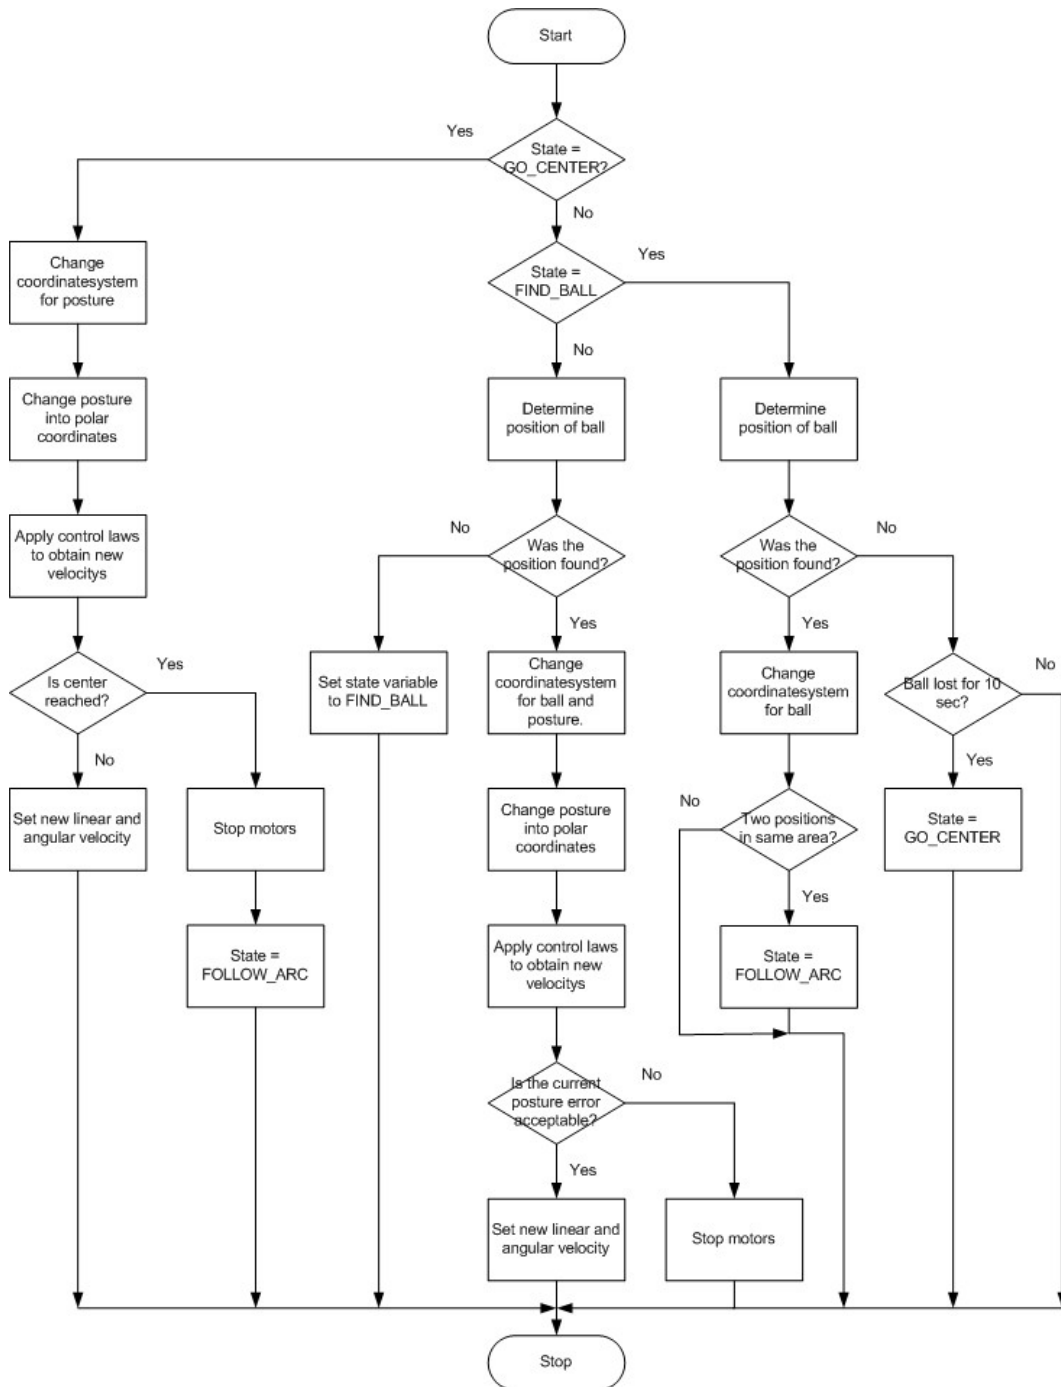 Start
Yes
State =
GO_CENTER?
No
Change
coordinatesystem
for posture
State =
FIND_BALL
Yes
No
Change posture
into polar
coordinates
Determine
position of ball
Determine
position of ball
Apply control laws
to obtain new
velocitys
No
Was the
position found?
Yes
Was the
position found?
No
Yes
Is center
reached?
Yes
No
Set state variable
to FIND_BALL
Change
coordinatesystem
for ball and
posture.
Change
coordinatesystem
for ball
Ball lost for 10
sec?
No
Yes
Set new linear and
angular velocity
Stop motors
Change posture
into polar
coordinates
No
Two positions
in same area?
Yes
State =
GO_CENTER
State =
FOLLOW_ARC
Apply control laws
to obtain new
velocitys
State =
FOLLOW_ARC
Is the current
posture error
acceptable?
No
Yes
Set new linear and
angular velocity
Stop motors
Stop